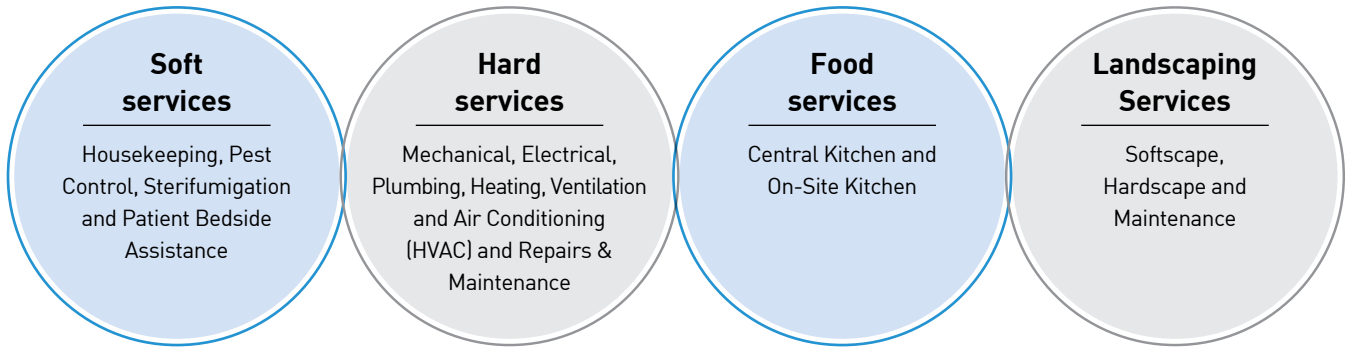 Soft
services
Housekeeping, Pest
Control, Sterifumigation
and Patient Bedside
Assistance
Hard
services
Mechanical, Electrical,
Plumbing, Heating, Ventilation
and Air Conditioning
(HVAC) and Repairs &
Maintenance
Food
services
Central Kitchen and
On-Site Kitchen
Landscaping
Services
Softscape,
Hardscape and
Maintenance